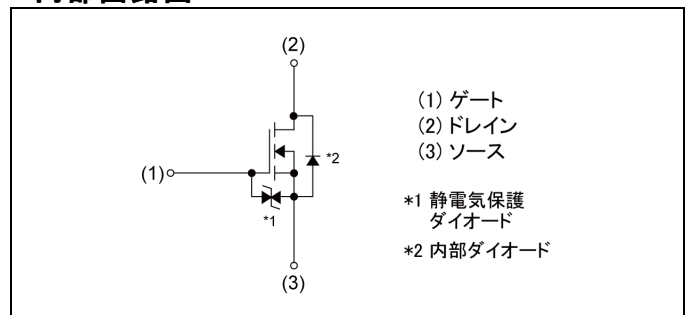 (2)
(1)
*2
*1
(3)
(1) ゲート
(2) ドレイン
(3) ソース
*1 静電気保護
ダイオード
*2 内部ダイオード